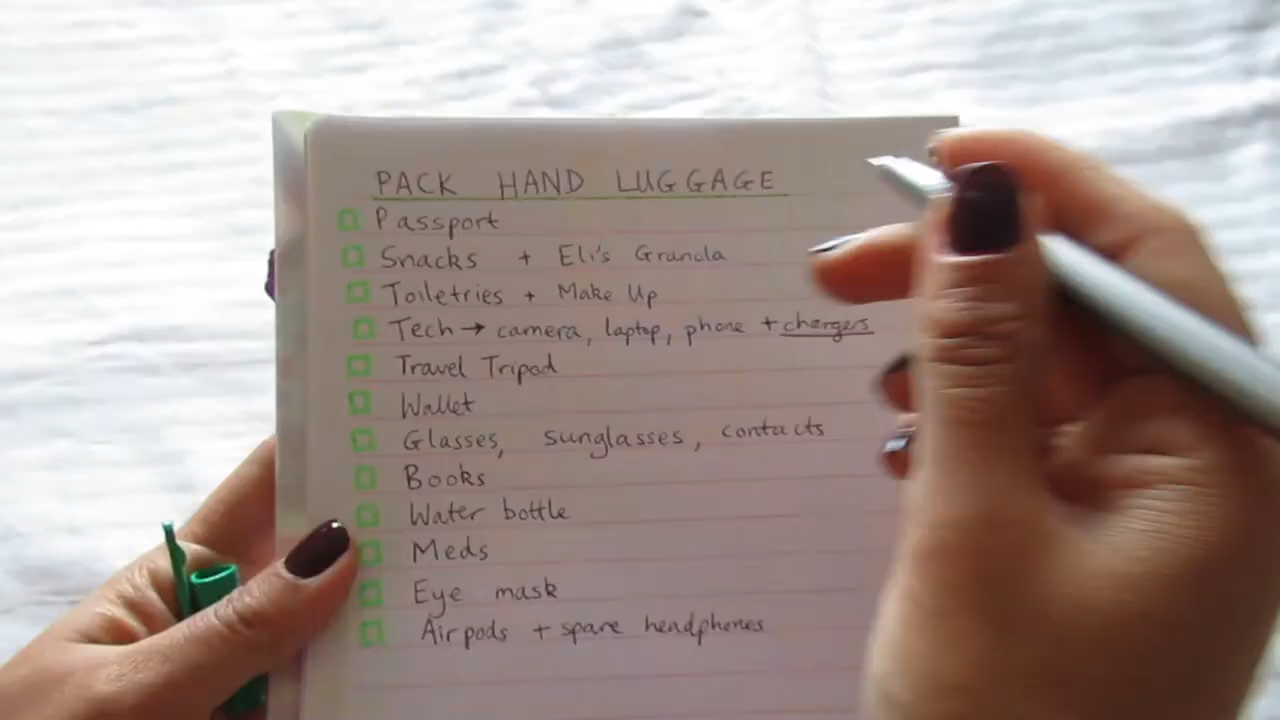 PACK HAND LUGGAGE
Passport
Snacks + Eli's Granola
Toiletries + Make Up
Tech → camera, laptop, phone + chargers
Travel Tripod
Wallet
Glasses, sunglasses, contacts
Books
Water bottle
Meds
Eye mask
Airpods + spare headphones